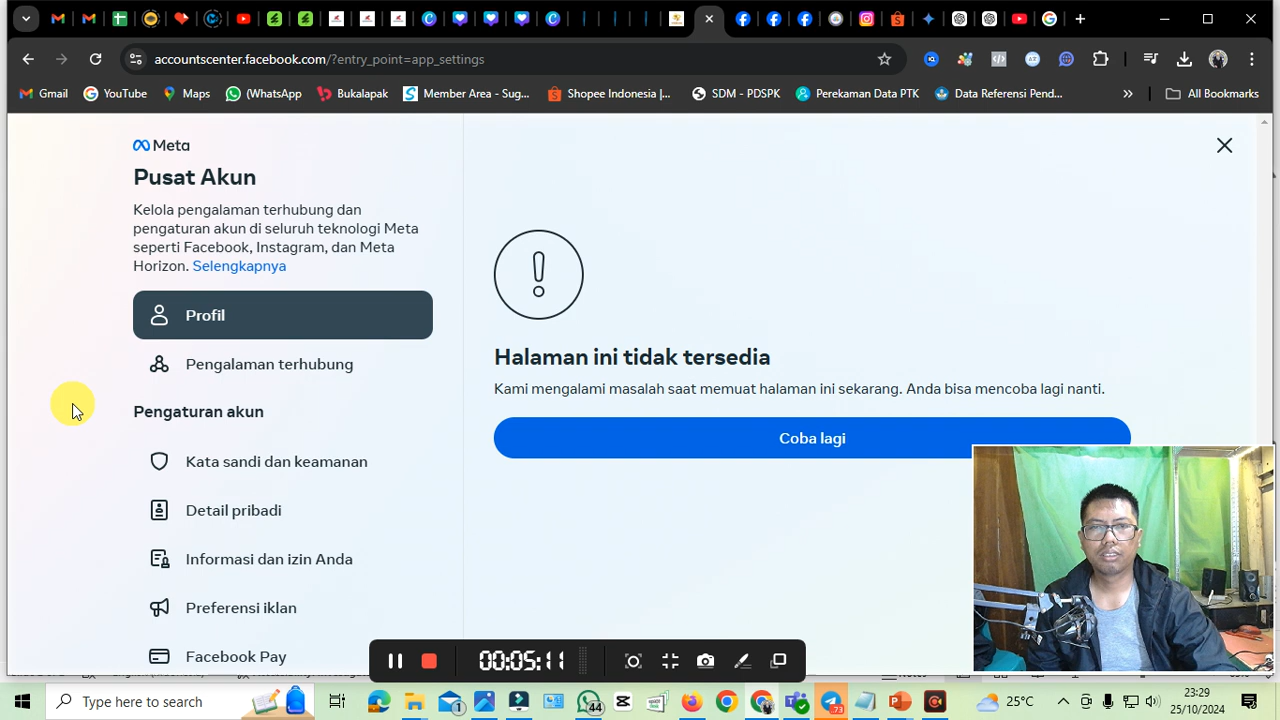 accountscenter.facebook.com/?entry_point=app_settings
Gmail
YouTube
Maps
(WhatsApp
Bukalapak
Member Area - Sug...
Shopee Indonesia |...
SDM - PDSPK
Perekaman Data PTK
Data Referensi Pend...
»
All Bookmarks
Meta
Pusat Akun
Kelola pengalaman terhubung dan
pengaturan akun di seluruh teknologi Meta
seperti Facebook, Instagram, dan Meta
Horizon. Selengkapnya
Profil
Pengalaman terhubung
Pengaturan akun
Kata sandi dan keamanan
Detail pribadi
Informasi dan izin Anda
Preferensi iklan
Facebook Pay
Halaman ini tidak tersedia
Kami mengalami masalah saat memuat halaman ini sekarang. Anda bisa mencoba lagi nanti.
Coba lagi
00:05:11
Type here to search
1
44
73
25°C
23:29
25/10/2024